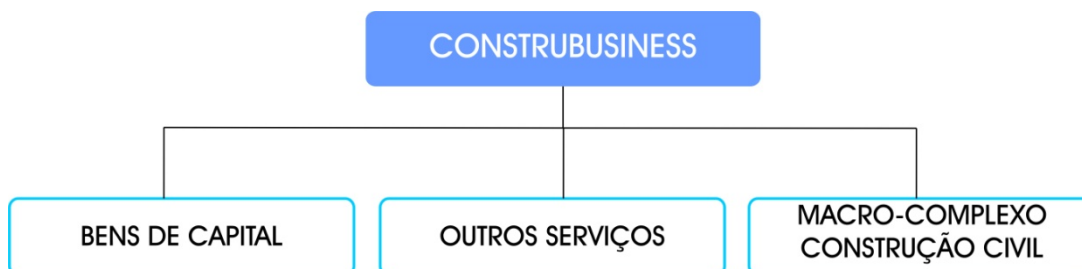 CONSTRUBUSINESS
BENS DE CAPITAL
OUTROS SERVIÇOS
MACRO-COMPLEXO
CONSTRUÇÃO CIVIL